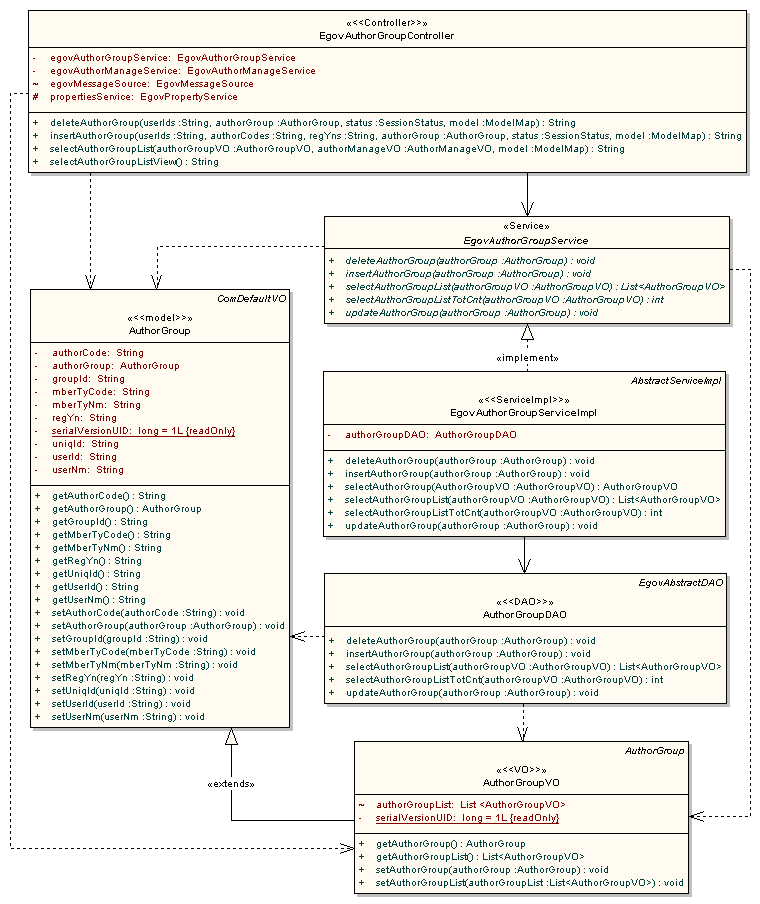 «<<Controller>>»
EgovAuthorGroupController
- egovAuthorGroupService: EgovAuthorGroupService
- egovAuthorManageService: EgovAuthorManageService
~ egovMessageSource: EgovMessageSource
# propertiesService: EgovPropertyService
+ deleteAuthorGroup(userIds :String, authorGroup :AuthorGroup, status :SessionStatus, model :ModelMap) : String
+ insertAuthorGroup(userIds :String, authorCodes :String, regYns :String, authorGroup :AuthorGroup, status :SessionStatus, model :ModelMap) : String
+ selectAuthorGroupList(authorGroupVO :AuthorGroupVO, authorManageVO :AuthorManageVO, model :ModelMap) : String
+ selectAuthorGroupListView() : String
«Service»
EgovAuthorGroupService
+ deleteAuthorGroup(authorGroup :AuthorGroup) : void
+ insertAuthorGroup(authorGroup :AuthorGroup) : void
+ selectAuthorGroupList(authorGroupVO :AuthorGroupVO) : List<AuthorGroupVO>
+ selectAuthorGroupListTotCnt(authorGroupVO :AuthorGroupVO) : int
+ updateAuthorGroup(authorGroup :AuthorGroup) : void
ComDefaultVO
«<<model>>»
AuthorGroup
- authorCode: String
- authorGroup: AuthorGroup
- groupId: String
- mberTyCode: String
- mberTyNm: String
- regYn: String
- serialVersionUID: long = 1L {readOnly}
- uniqId: String
- userId: String
- userNm: String
+ getAuthorCode() : String
+ getAuthorGroup() : AuthorGroup
+ getGroupId() : String
+ getMberTyCode() : String
+ getMberTyNm() : String
+ getRegYn() : String
+ getUniqId() : String
+ getUserId() : String
+ getUserNm() : String
+ setAuthorCode(authorCode :String) : void
+ setAuthorGroup(authorGroup :AuthorGroup) : void
+ setGroupId(groupId :String) : void
+ setMberTyCode(mberTyCode :String) : void
+ setMberTyNm(mberTyNm :String) : void
+ setRegYn(regYn :String) : void
+ setUniqId(uniqId :String) : void
+ setUserId(userId :String) : void
+ setUserNm(userNm :String) : void
«implement»
AbstractServiceImpl
«<<ServiceImpl>>»
EgovAuthorGroupServiceImpl
- authorGroupDAO: AuthorGroupDAO
+ deleteAuthorGroup(authorGroup :AuthorGroup) : void
+ insertAuthorGroup(authorGroup :AuthorGroup) : void
+ selectAuthorGroup(AuthorGroupVO :AuthorGroupVO) : AuthorGroupVO
+ selectAuthorGroupList(authorGroupVO :AuthorGroupVO) : List<AuthorGroupVO>
+ selectAuthorGroupListTotCnt(authorGroupVO :AuthorGroupVO) : int
+ updateAuthorGroup(authorGroup :AuthorGroup) : void
EgovAbstractDAO
«<<DAO>>»
AuthorGroupDAO
+ deleteAuthorGroup(authorGroup :AuthorGroup) : void
+ insertAuthorGroup(authorGroup :AuthorGroup) : void
+ selectAuthorGroupList(authorGroupVO :AuthorGroupVO) : List<AuthorGroupVO>
+ selectAuthorGroupListTotCnt(authorGroupVO :AuthorGroupVO) : int
+ updateAuthorGroup(authorGroup :AuthorGroup) : void
«extends»
AuthorGroup
«<<VO>>»
AuthorGroupVO
~ authorGroupList: List <AuthorGroupVO>
- serialVersionUID: long = 1L {readOnly}
+ getAuthorGroup() : AuthorGroup
+ getAuthorGroupList() : List<AuthorGroupVO>
+ setAuthorGroup(authorGroup :AuthorGroup) : void
+ setAuthorGroupList(authorGroupList :List<AuthorGroupVO>) : void